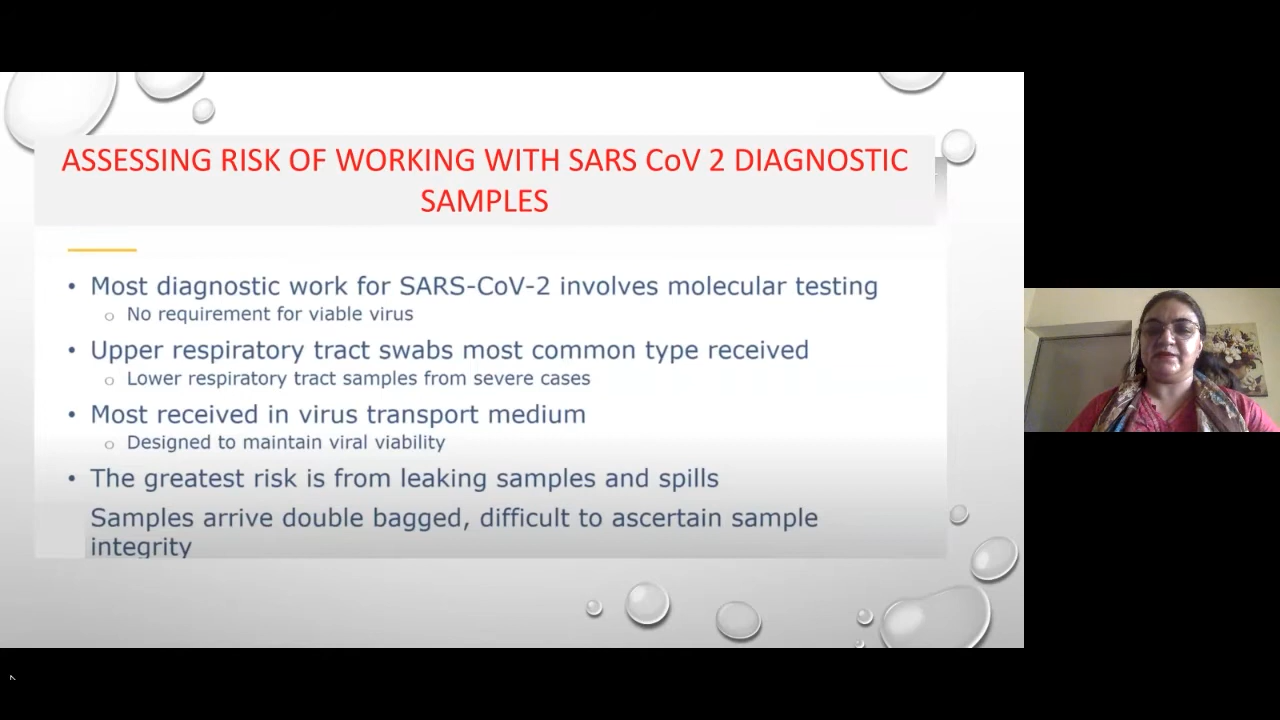 ASSESSING RISK OF WORKING WITH SARS CoV 2 DIAGNOSTIC
SAMPLES
• Most diagnostic work for SARS-CoV-2 involves molecular testing
o No requirement for viable virus
• Upper respiratory tract swabs most common type received
o Lower respiratory tract samples from severe cases
• Most received in virus transport medium
o Designed to maintain viral viability
• The greatest risk is from leaking samples and spills
Samples arrive double bagged, difficult to ascertain sample
integrity